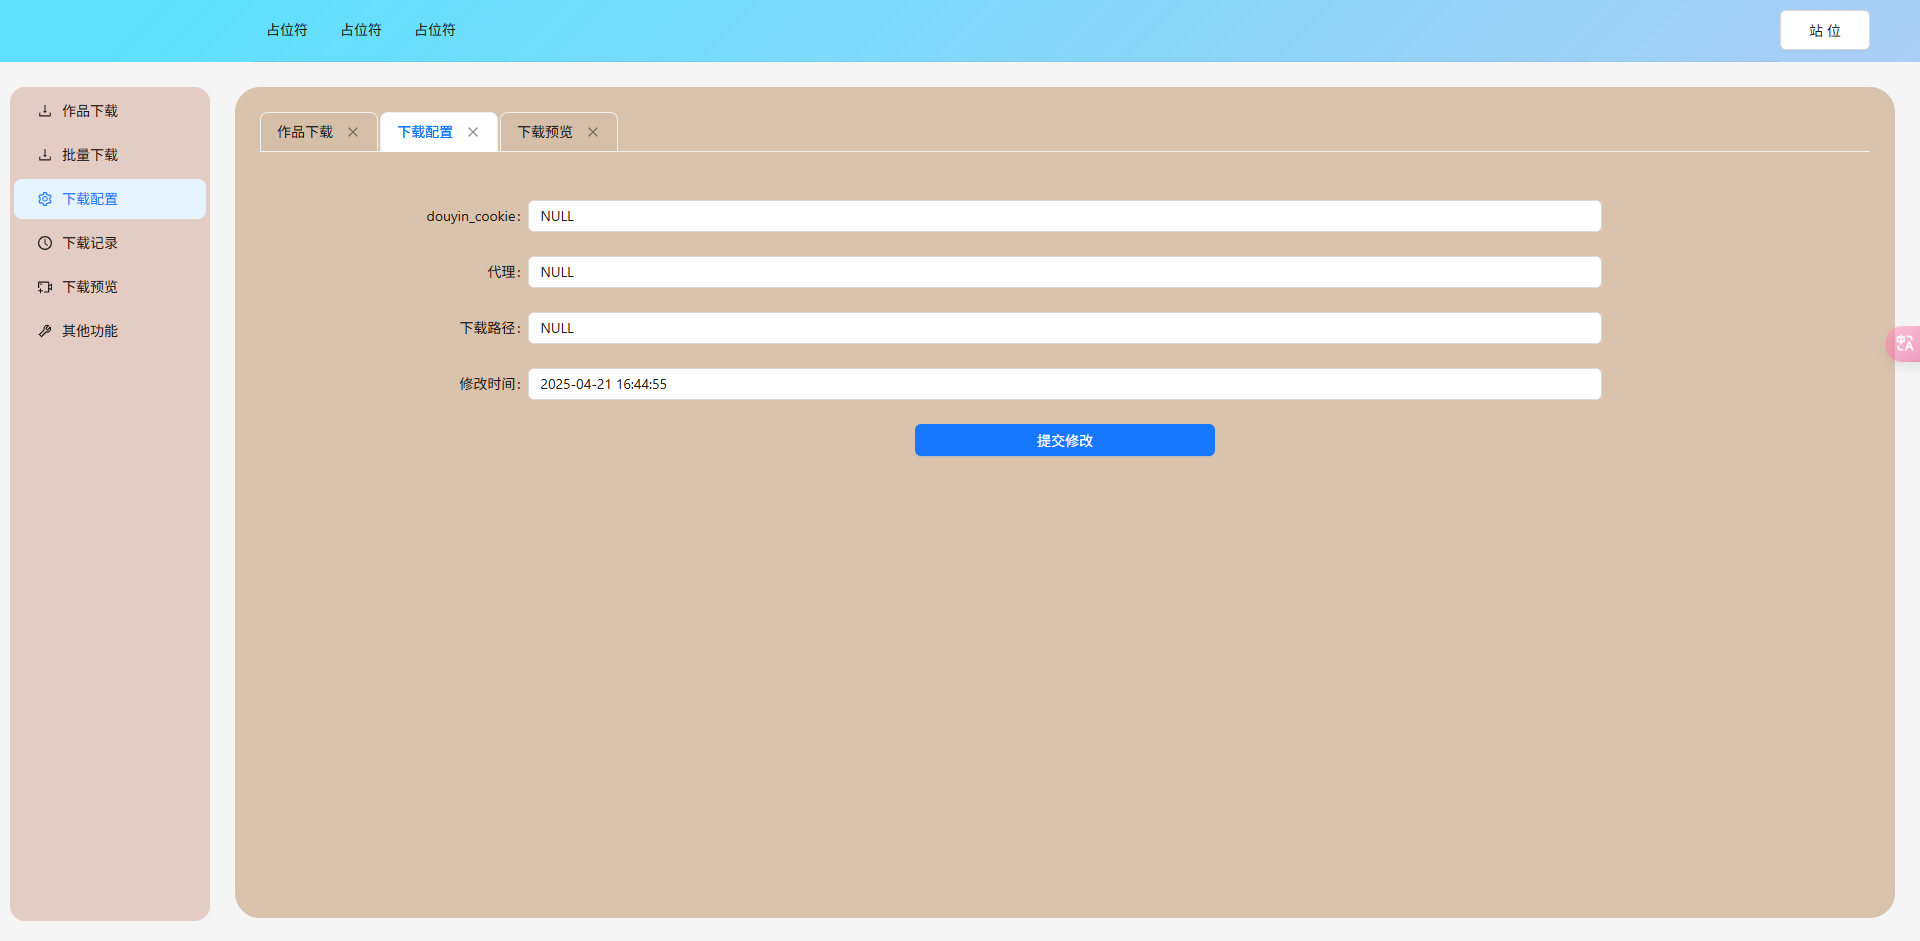 占位符 占位符 占位符 站 位
作品下载
批量下载
下载配置
下载记录
下载预览
其他功能
作品下载 下载配置 下载预览
douyin_cookie: NULL
代理: NULL
下载路径: NULL
修改时间: 2025-04-21 16:44:55
提交修改